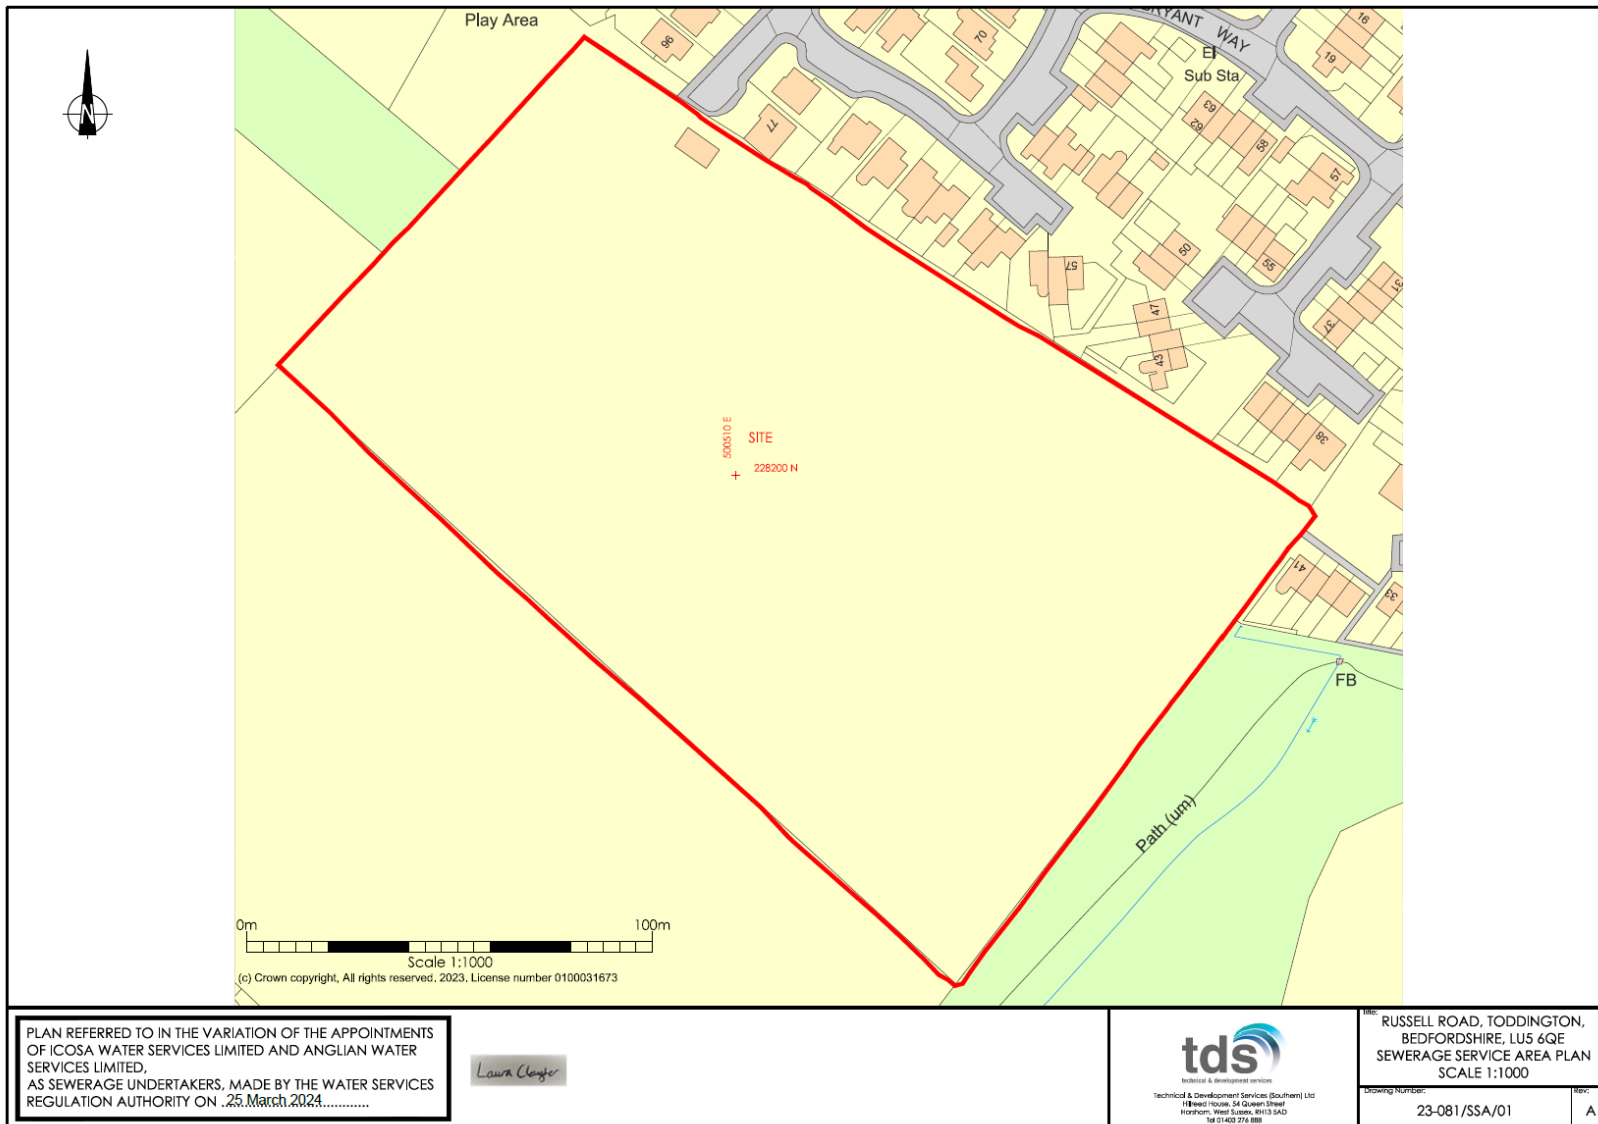 Play Area
96
70
BRYANT WAY
El
Sub Sta
16
19
77
63
62
58
57
50
55
57
47
43
31
37
38
41
33
N
500510 E
SITE
228200 N
FB
Path (um)
0m 100m
Scale 1:1000
(c) Crown copyright, All rights reserved. 2023. License number 0100031673
PLAN REFERRED TO IN THE VARIATION OF THE APPOINTMENTS
OF ICOSA WATER SERVICES LIMITED AND ANGLIAN WATER
SERVICES LIMITED,
AS SEWERAGE UNDERTAKERS, MADE BY THE WATER SERVICES
REGULATION AUTHORITY ON 25 March 2024
Laura
tds
technical & development services
Technical & Development Services (Southern) Ltd
Hilreed House, 54 Queen Street
Horsham, West Sussex, RH13 5AD
Tel 01403 276 888
Title:
RUSSELL ROAD, TODDINGTON,
BEDFORDSHIRE, LU5 6QE
SEWERAGE SERVICE AREA PLAN
SCALE 1:1000
Drawing Number:
23-081/SSA/01
Rev:
A